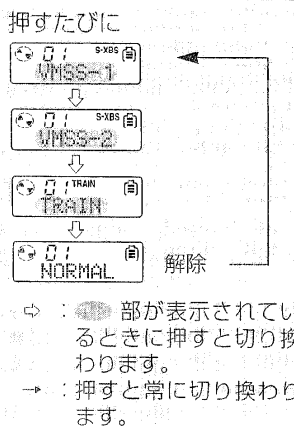 押すたびに
01 S-XBS
VMSS-1
01 S-XBS
VMSS-2
01 TRAIN
TRAIN
01
NORMAL
解除
⇨ : 部が表示されてい
るときに押すと切り換
わります。
→ : 押すと常に切り換わり
ます。